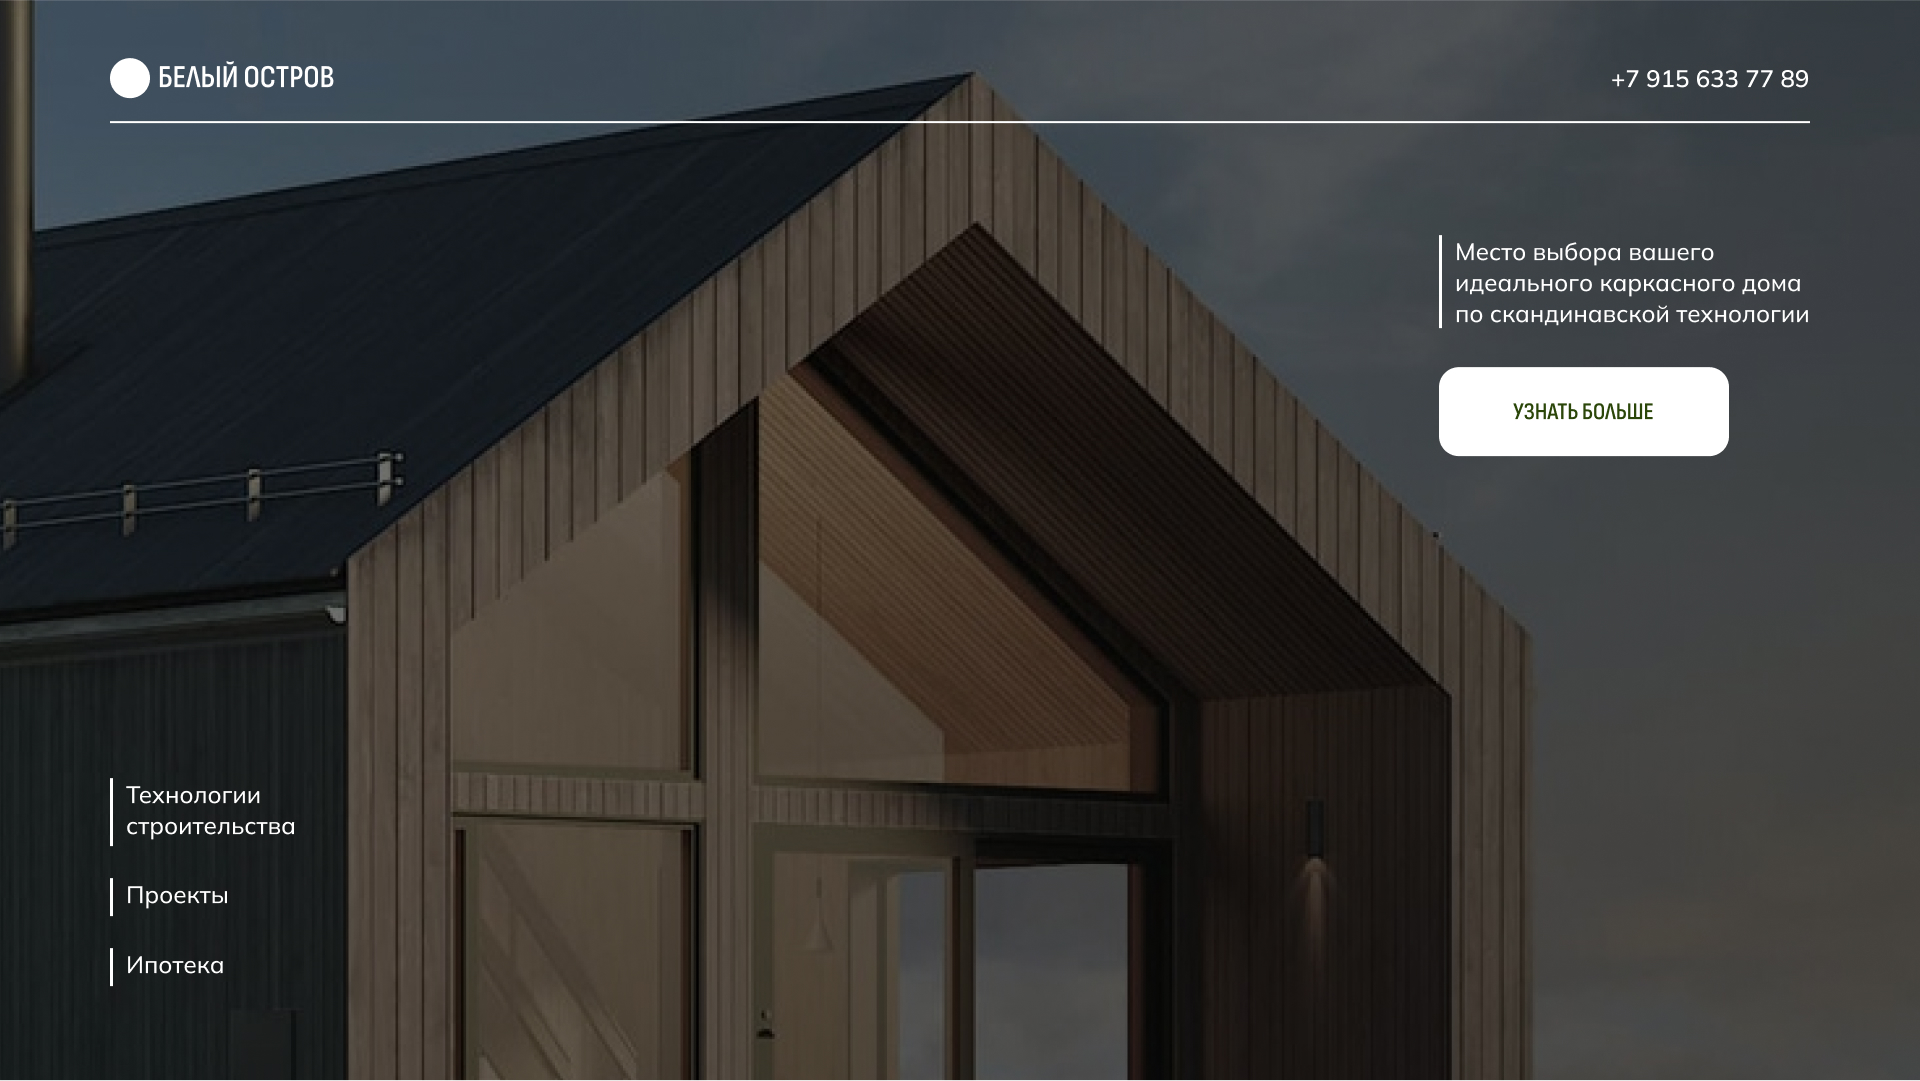 БЕЛЫЙ ОСТРОВ
+7 915 633 77 89
Место выбора вашего
идеального каркасного дома
по скандинавской технологии
УЗНАТЬ БОЛЬШЕ
Технологии
строительства
Проекты
Ипотека